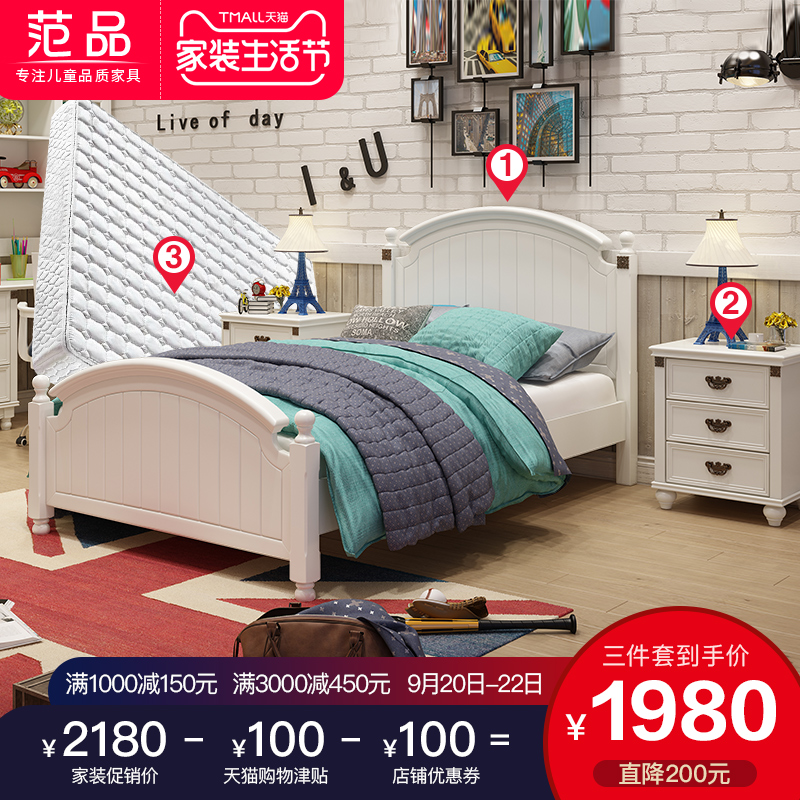 范品
专注儿童品质家具
TMALL天猫
家装生活节
Live of day
I & U
1
2
3
满1000减150元 满3000减450元 9月20日-22日
¥2180 - ¥100 - ¥100 =
家装促销价 天猫购物津贴 店铺优惠券
三件套到手价
¥1980
直降200元